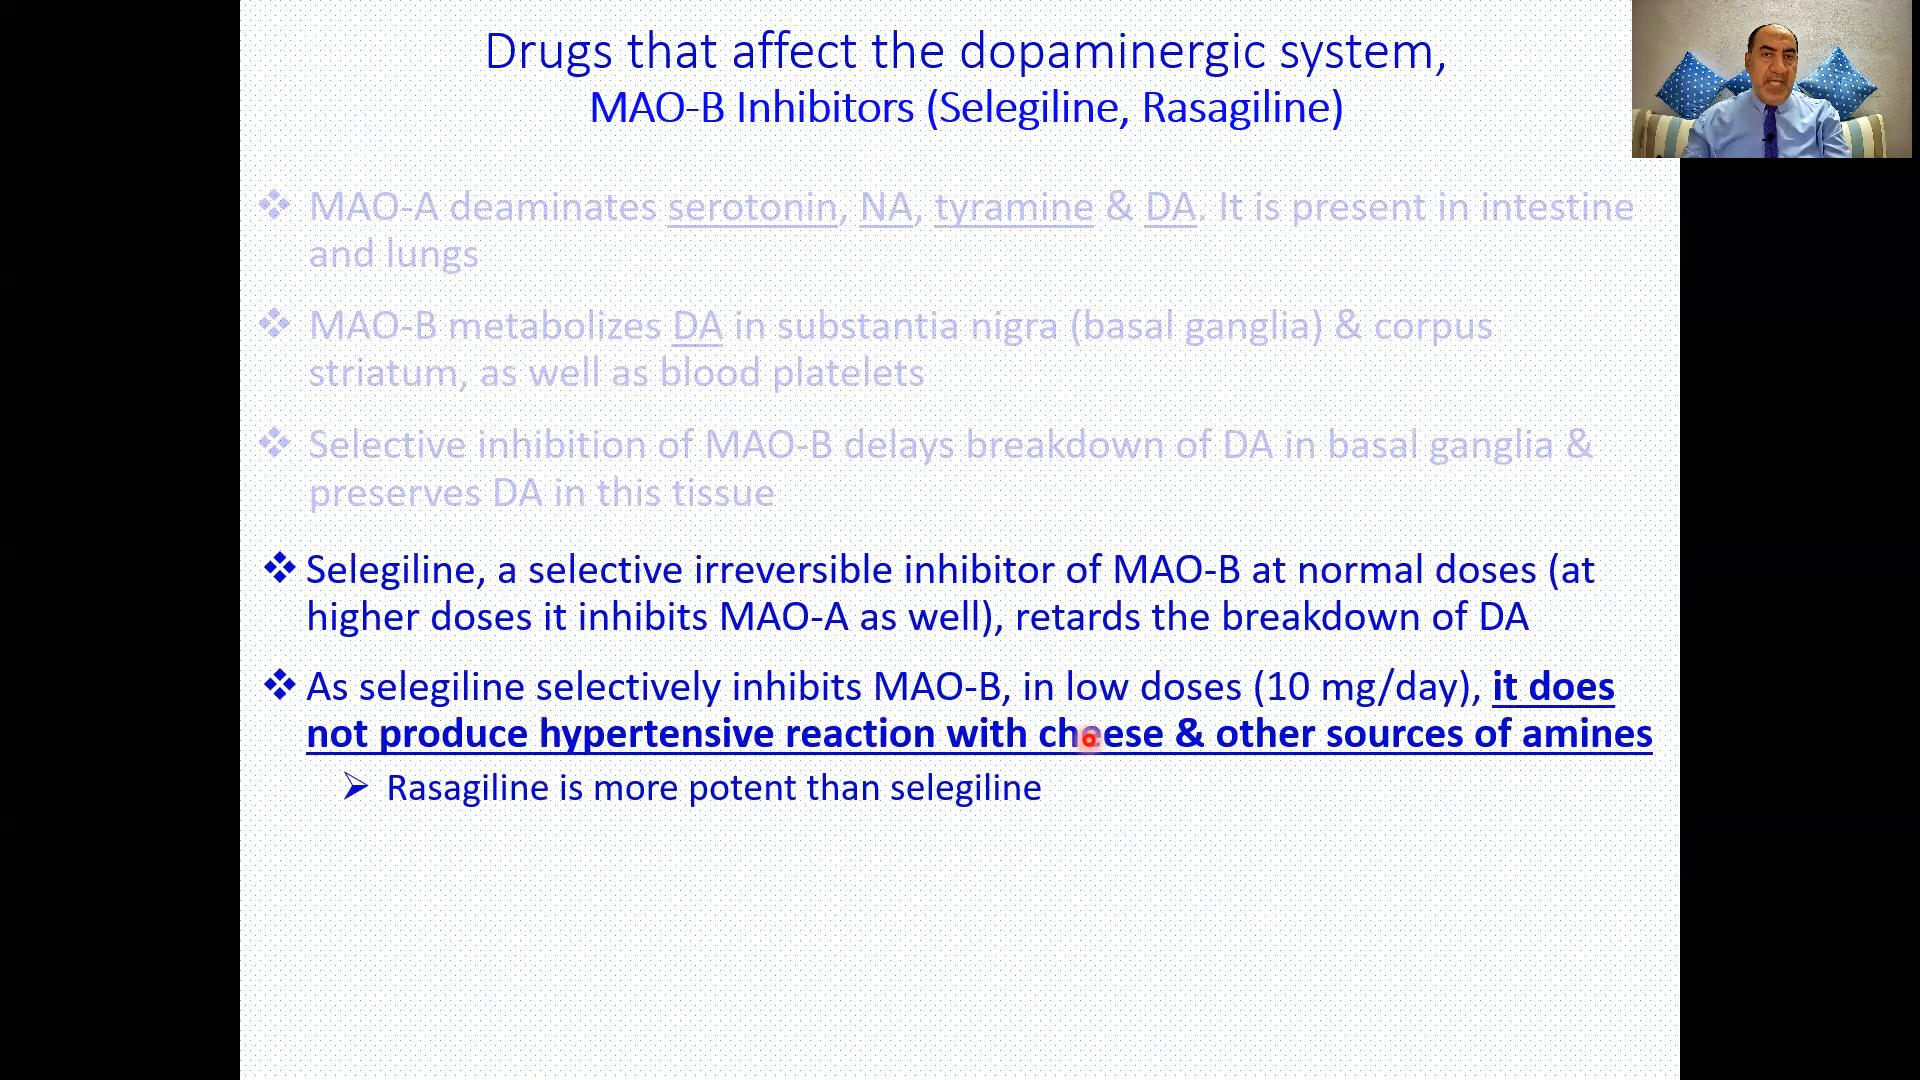 Drugs that affect the dopaminergic system,
MAO-B Inhibitors (Selegiline, Rasagiline)
❖ MAO-A deaminates serotonin, NA, tyramine & DA. It is present in intestine
and lungs
❖ MAO-B metabolizes DA in substantia nigra (basal ganglia) & corpus
striatum, as well as blood platelets
❖ Selective inhibition of MAO-B delays breakdown of DA in basal ganglia &
preserves DA in this tissue
❖ Selegiline, a selective irreversible inhibitor of MAO-B at normal doses (at
higher doses it inhibits MAO-A as well), retards the breakdown of DA
❖ As selegiline selectively inhibits MAO-B, in low doses (10 mg/day), it does
not produce hypertensive reaction with cheese & other sources of amines
➢ Rasagiline is more potent than selegiline